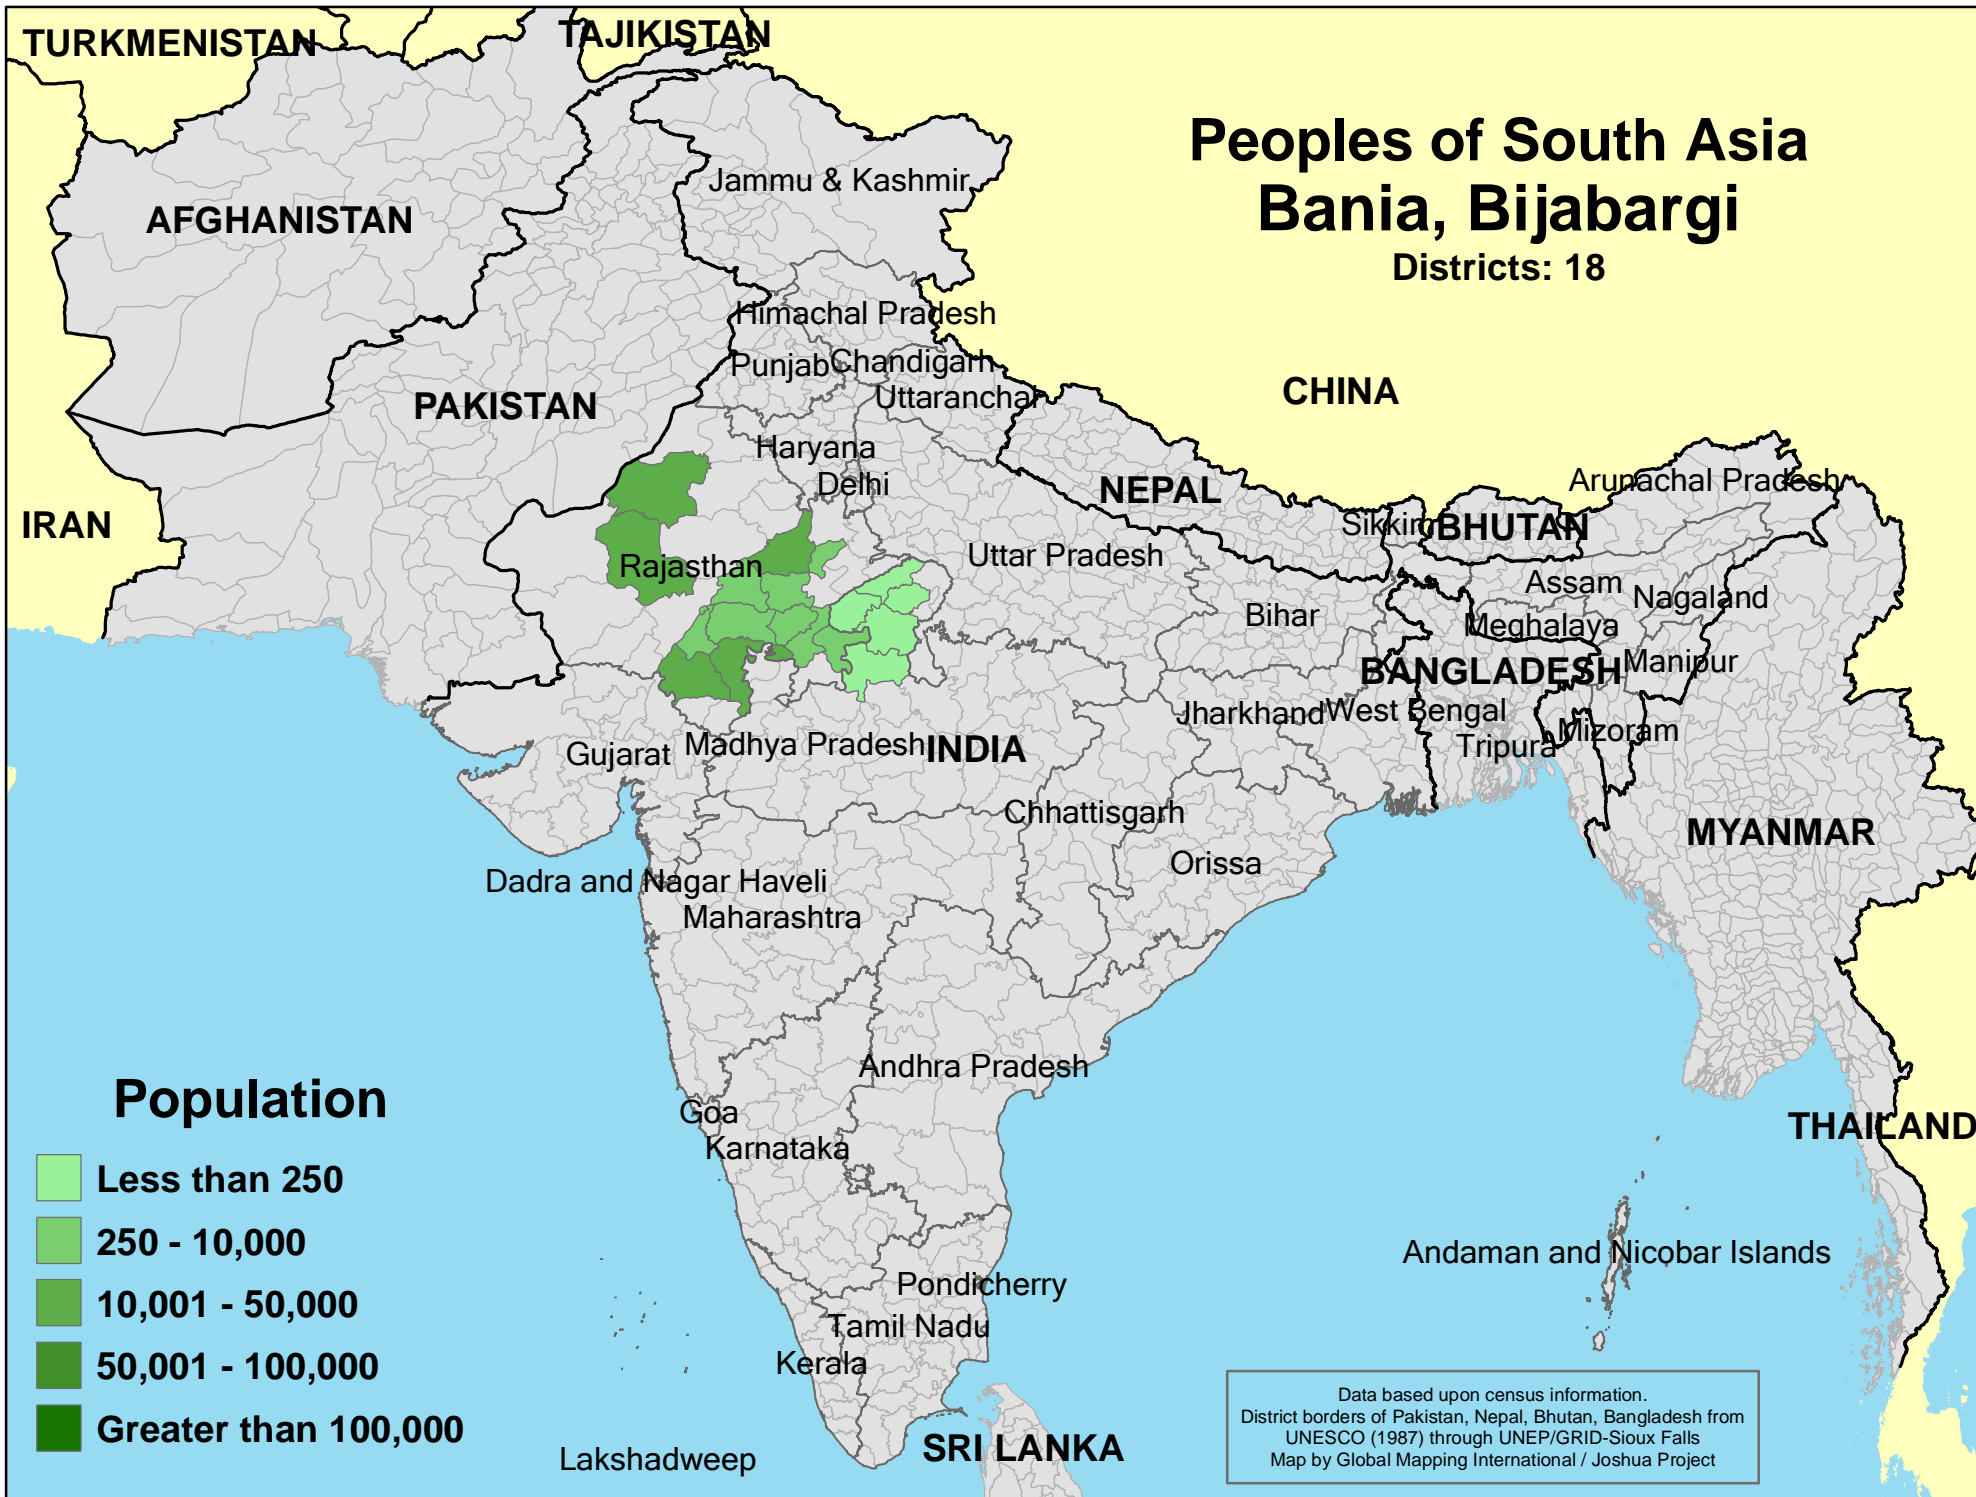 TURKMENISTAN
TAJIKISTAN
Peoples of South Asia
Bania, Bijabargi
Districts: 18
Jammu & Kashmir
AFGHANISTAN
Himachal Pradesh
Punjab
Chandigarh
Uttaranchal
CHINA
PAKISTAN
Haryana
Delhi
NEPAL
Arunachal Pradesh
IRAN
Sikkim
BHUTAN
Rajasthan
Uttar Pradesh
Assam
Nagaland
Bihar
Meghalaya
BANGLADESH
Manipur
Jharkhand
West Bengal
Gujarat
Madhya Pradesh
INDIA
Tripura
Mizoram
Chhattisgarh
MYANMAR
Orissa
Dadra and Nagar Haveli
Maharashtra
Andhra Pradesh
Goa
Karnataka
THAILAND
Andaman and Nicobar Islands
Pondicherry
Tamil Nadu
Kerala
Lakshadweep
SRI LANKA
Population
Less than 250
250 - 10,000
10,001 - 50,000
50,001 - 100,000
Greater than 100,000
Data based upon census information.
District borders of Pakistan, Nepal, Bhutan, Bangladesh from
UNESCO (1987) through UNEP/GRID-Sioux Falls
Map by Global Mapping International / Joshua Project